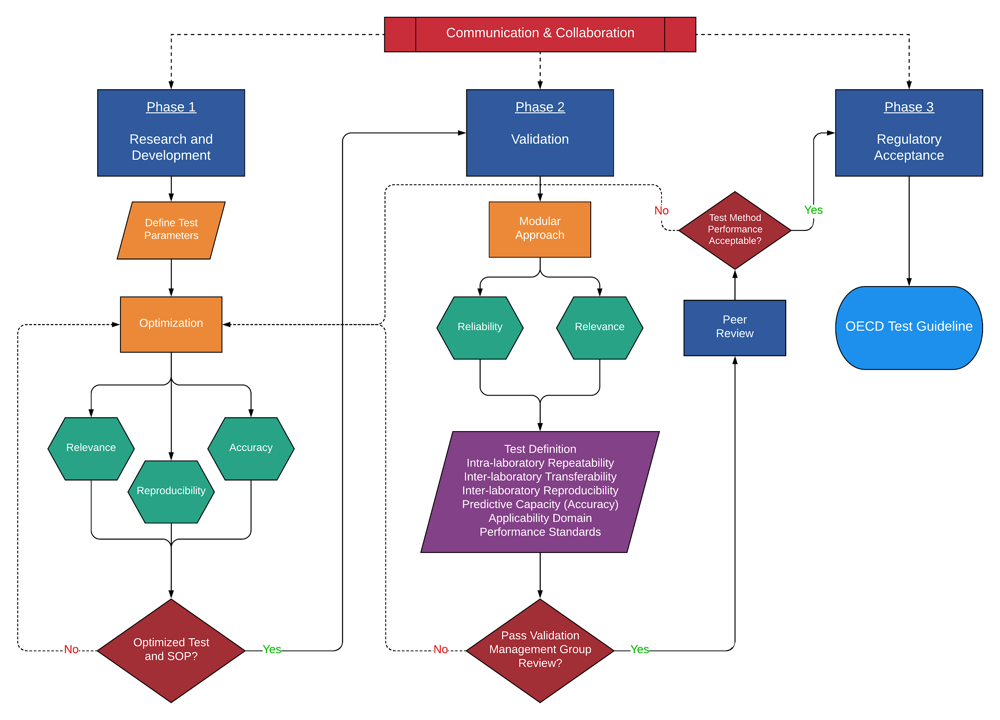 Communication & Collaboration
Phase 1
Research and
Development
Define Test
Parameters
Optimization
Relevance
Accuracy
Reproducibility
Optimized Test
and SOP?
No
Yes
Phase 2
Validation
Modular
Approach
Reliability
Relevance
Test Definition
Intra-laboratory Repeatability
Inter-laboratory Transferability
Inter-laboratory Reproducibility
Predictive Capacity (Accuracy)
Applicability Domain
Performance Standards
Pass Validation
Management Group
Review?
No
Yes
Peer
Review
Test Method
Performance
Acceptable?
No
Yes
Phase 3
Regulatory
Acceptance
OECD Test Guideline